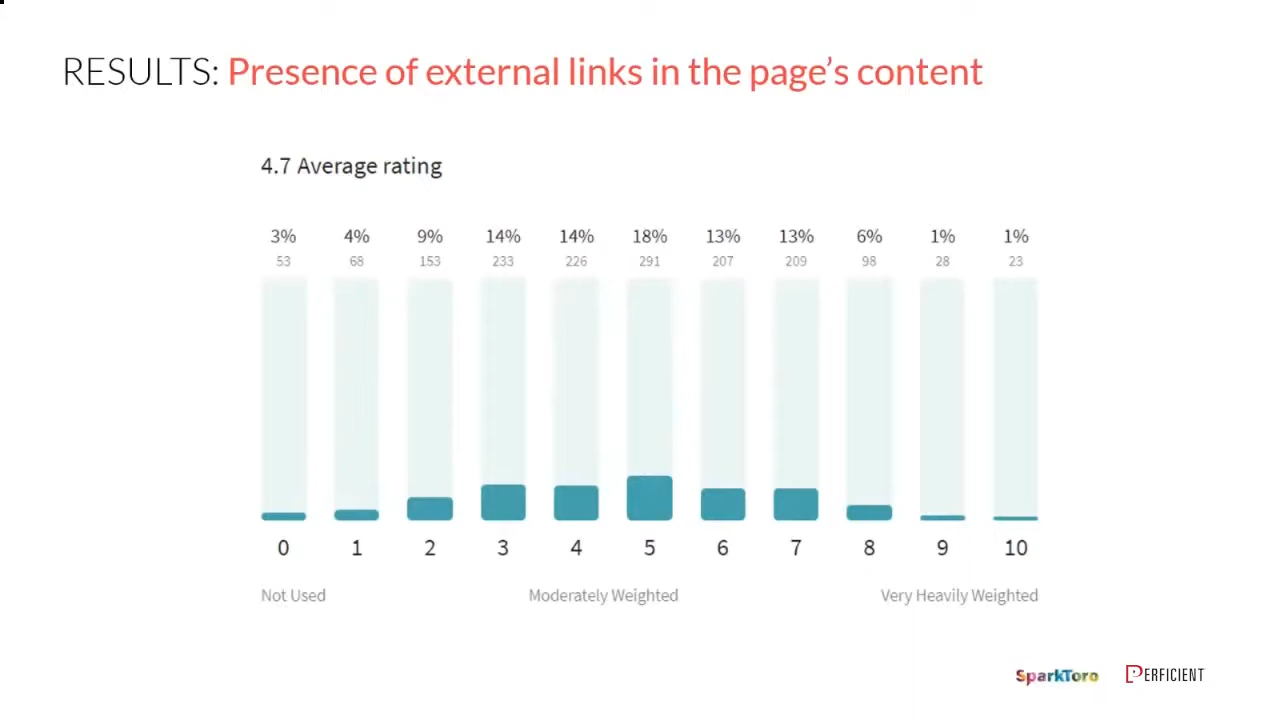 RESULTS: Presence of external links in the page's content
4.7 Average rating
3% 4% 9% 14% 14% 18% 13% 13% 6% 1% 1%
53 68 153 233 226 291 207 209 98 28 23
0 1 2 3 4 5 6 7 8 9 10
Not Used Moderately Weighted Very Heavily Weighted
SparkToro PERFICIENT